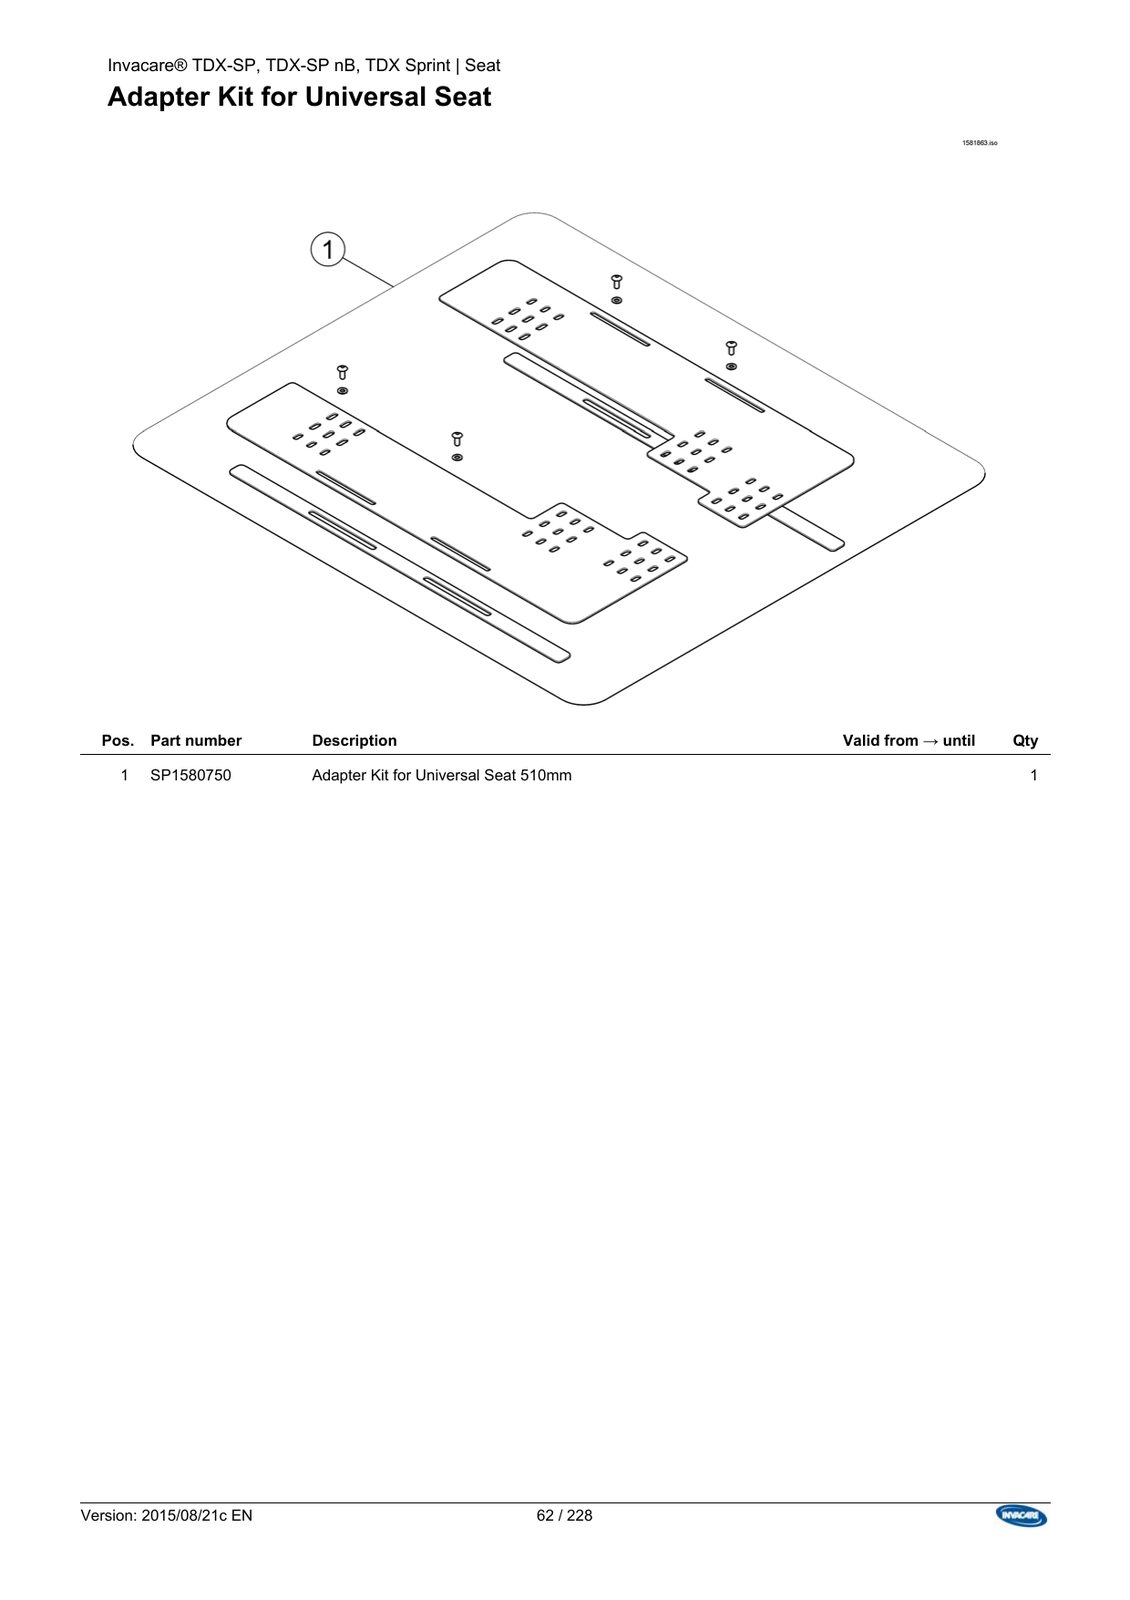 Invacare® TDX-SP, TDX-SP nB, TDX Sprint | Seat
Adapter Kit for Universal Seat
1581863.iso
1
Pos. Part number Description Valid from → until Qty
1 SP1580750 Adapter Kit for Universal Seat 510mm 1
Version: 2015/08/21c EN 62 / 228 INVACARE